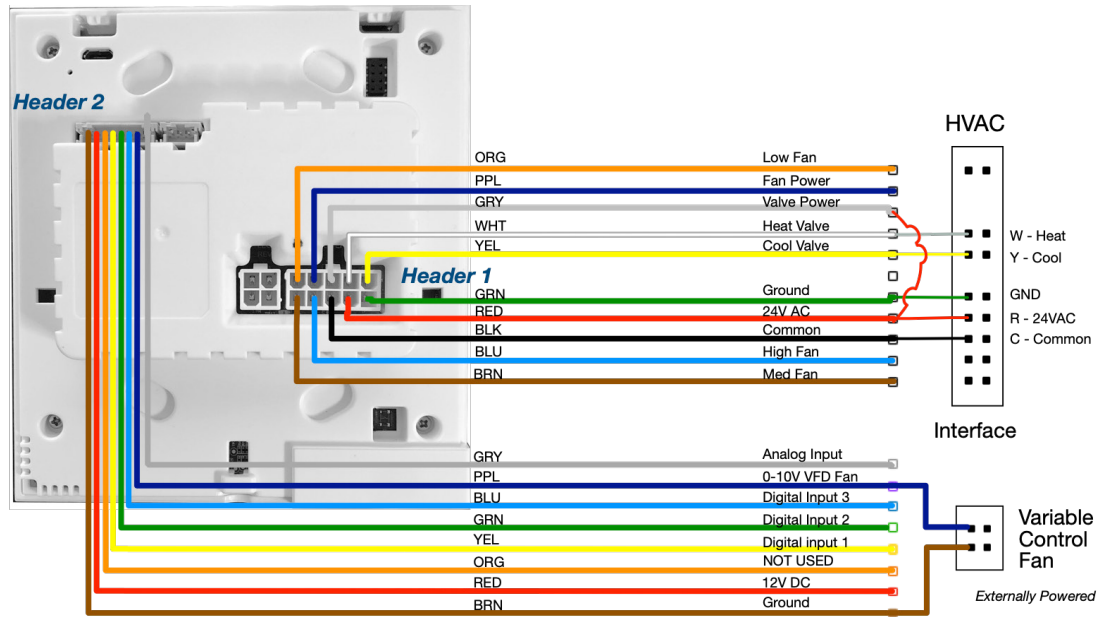 Header 2
HVAC
ORG Low Fan
PPL Fan Power
GRY Valve Power
WHT Heat Valve
W - Heat
YEL Cool Valve
Y - Cool
Header 1
GRN Ground
GND
RED 24V AC
R - 24VAC
BLK Common
C - Common
BLU High Fan
BRN Med Fan
Interface
GRY Analog Input
PPL 0-10V VFD Fan
BLU Digital Input 3
GRN Digital Input 2
YEL Digital input 1
ORG NOT USED
RED 12V DC
BRN Ground
Variable
Control
Fan
Externally Powered